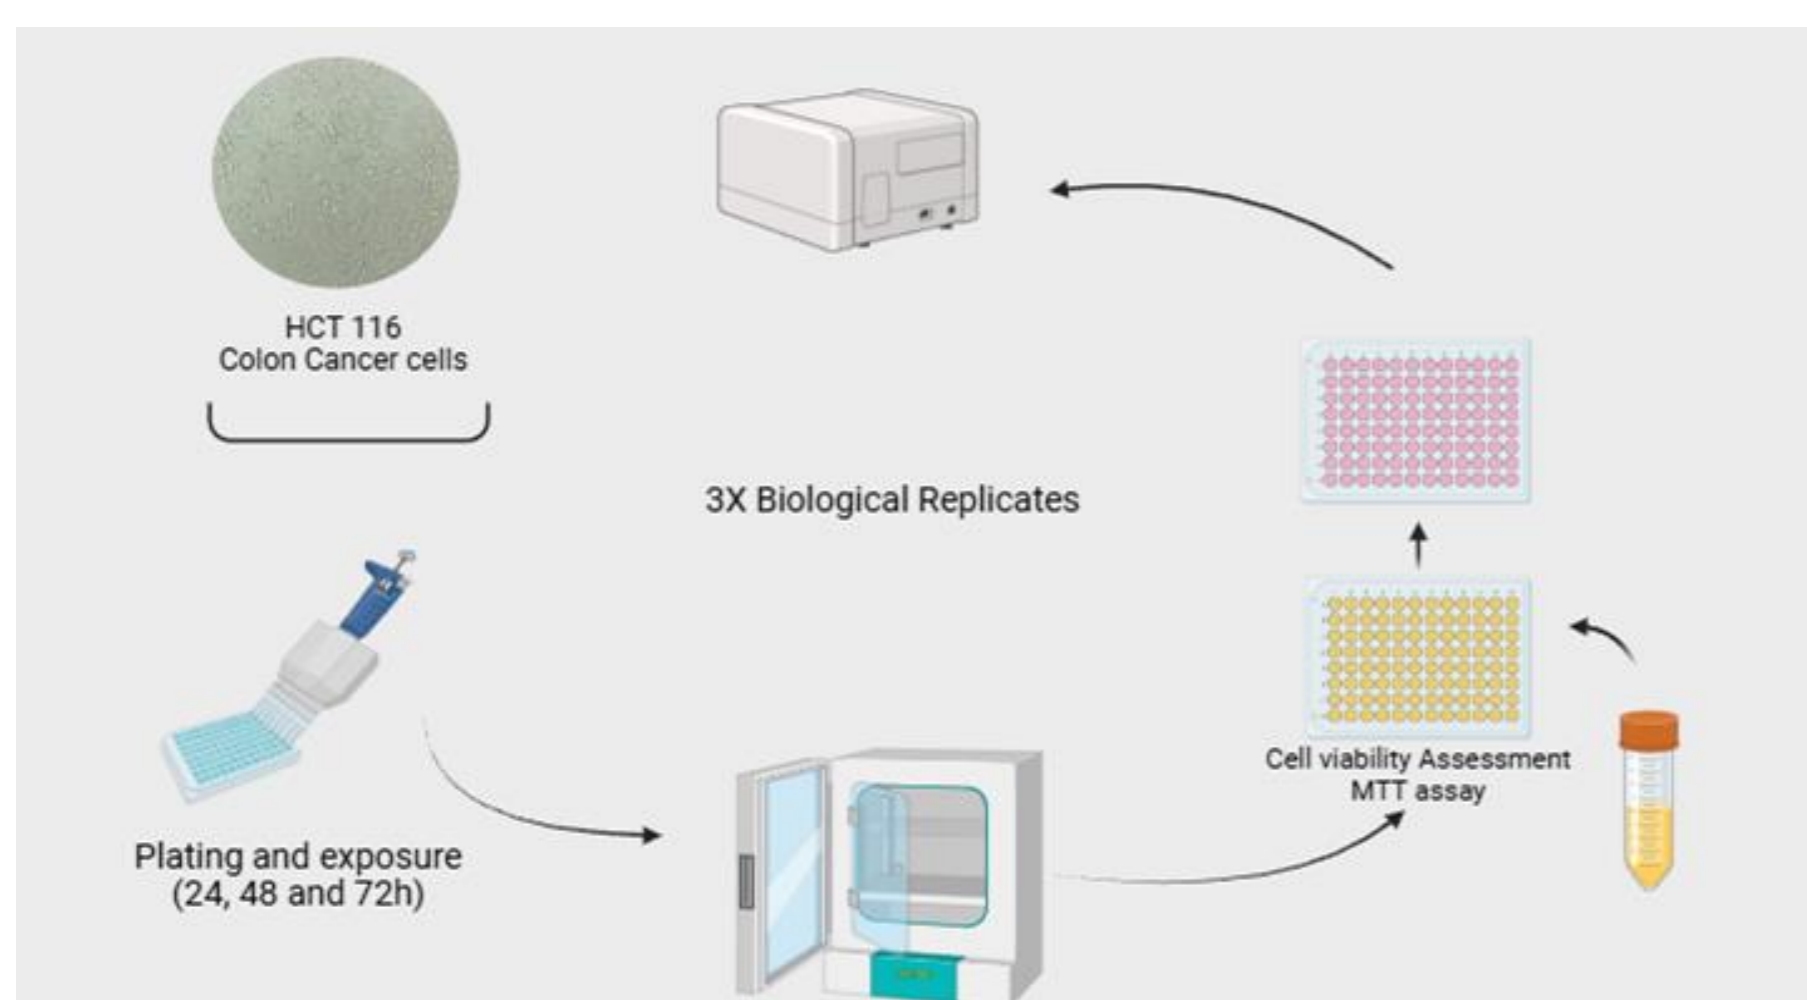 HCT 116
Colon Cancer cells
3X Biological Replicates
Plating and exposure
(24, 48 and 72h)
Cell viability Assessment
MTT assay